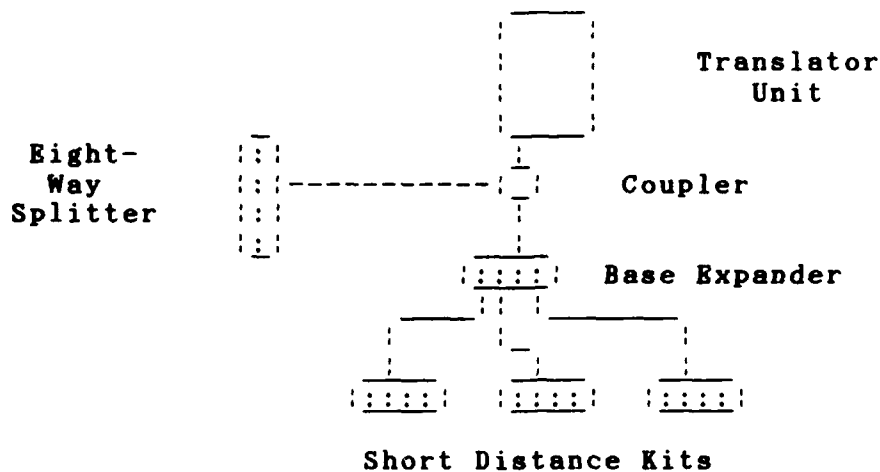 Translator
Unit
Eight-
Way
Splitter
Coupler
Base Expander
Short Distance Kits